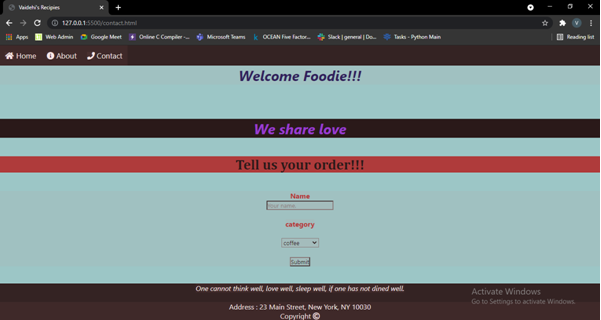 Vaidehi's Recipies
127.0.0.1:5500/contact.html
Apps Web Admin Google Meet Online C Compiler -... Microsoft Teams OCEAN Five Factor... Slack | general | Do... Tasks - Python Main Reading list
Home About Contact
Welcome Foodie!!!
We share love
Tell us your order!!!
Name
Your name
category
coffee
Submit
One cannot think well, love well, sleep well, if one has not dined well.
Activate Windows
Go to Settings to activate Windows.
Address : 23 Main Street, New York, NY 10030
Copyright ©